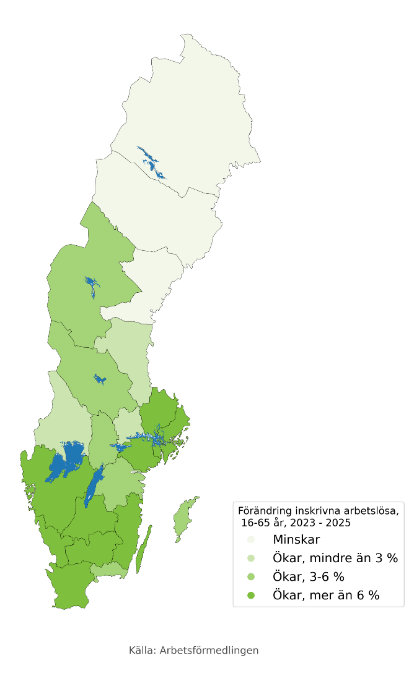 Förändring inskrivna arbetslösa,
16-65 år, 2023 - 2025
Minskar
Ökar, mindre än 3 %
Ökar, 3-6 %
Ökar, mer än 6 %
Källa: Arbetsförmedlingen